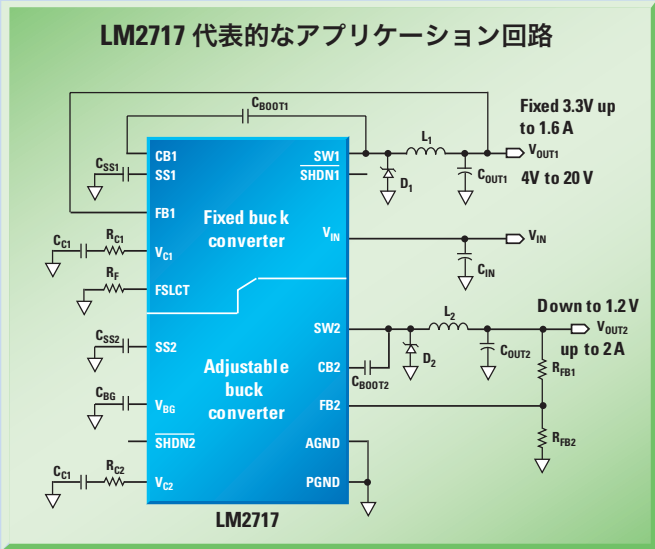 LM2717 代表的なアプリケーション回路
CBOOT1
Fixed 3.3V up
to 1.6 A
L1
VOUT1
CB1
SW1
CSS1
SS1
SHDN1
D1
COUT1
4V to 20 V
FB1
Fixed buc k
converter
VIN
VIN
CC1
RC1
VC1
CIN
RF
FSLCT
Down to 1.2 V
L2
SW2
VOUT2
CSS2
SS2
D2
COUT2
up to 2 A
Adjustabl e
buck
converter
CB2
CBOOT2
RFB1
CBG
VBG
FB2
SHDN2
AGND
RFB2
CC1
RC2
VC2
PGND
LM2717